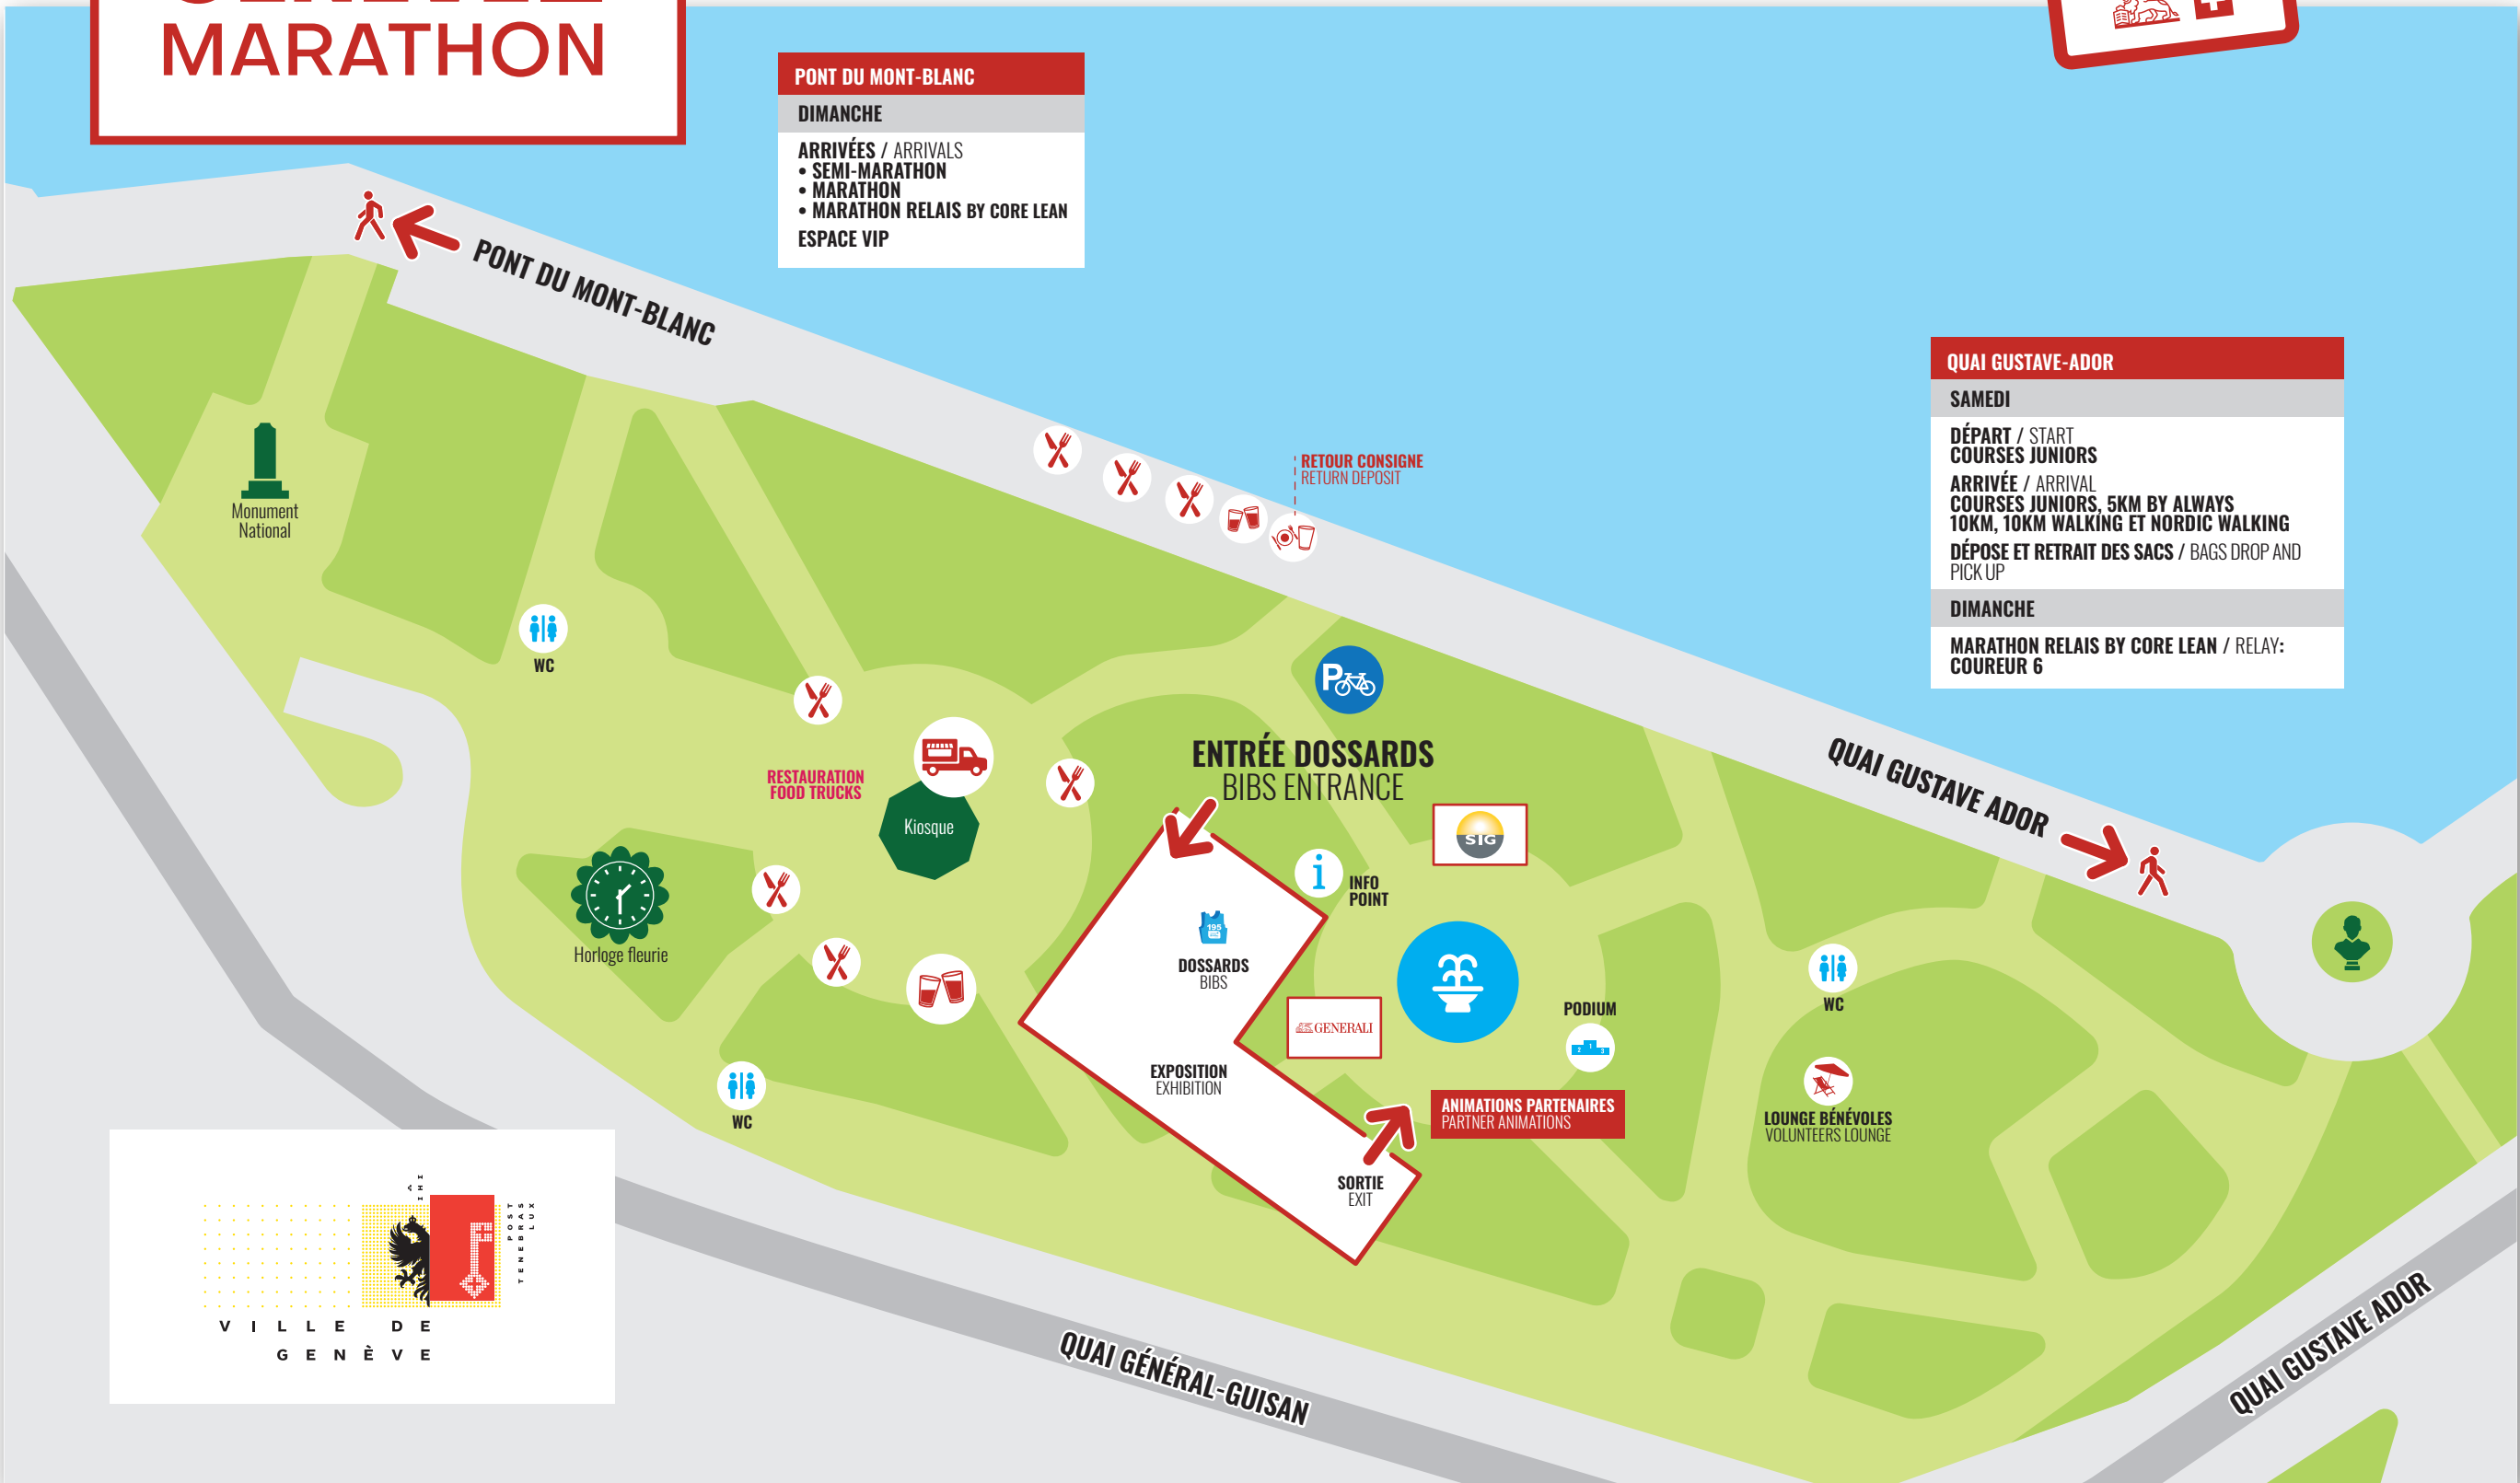 MARATHON
PONT DU MONT-BLANC
DIMANCHE
ARRIVÉES / ARRIVALS
• SEMI-MARATHON
• MARATHON
• MARATHON RELAIS BY CORE LEAN
ESPACE VIP
PONT DU MONT-BLANC
QUAI GUSTAVE-ADOR
SAMEDI
DÉPART / START
COURSES JUNIORS
ARRIVÉE / ARRIVAL
COURSES JUNIORS, 5KM BY ALWAYS
10KM, 10KM WALKING ET NORDIC WALKING
DÉPOSE ET RETRAIT DES SACS / BAGS DROP AND
PICK UP
DIMANCHE
MARATHON RELAIS BY CORE LEAN / RELAY:
COUREUR 6
RETOUR CONSIGNE
RETURN DEPOSIT
Monument
National
WC
P
ENTRÉE DOSSARDS
BIBS ENTRANCE
RESTAURATION
FOOD TRUCKS
Kiosque
QUAI GUSTAVE ADOR
SIG
i
INFO
POINT
195
DOSSARDS
BIBS
Horloge fleurie
WC
PODIUM
2 1 3
GENERALI
EXPOSITION
EXHIBITION
WC
ANIMATIONS PARTENAIRES
PARTNER ANIMATIONS
LOUNGE BÉNÉVOLES
VOLUNTEERS LOUNGE
SORTIE
EXIT
POST
TENEBRAS
LUX
VILLE DE
GENÈVE
QUAI GÉNÉRAL-GUISAN
QUAI GUSTAVE ADOR